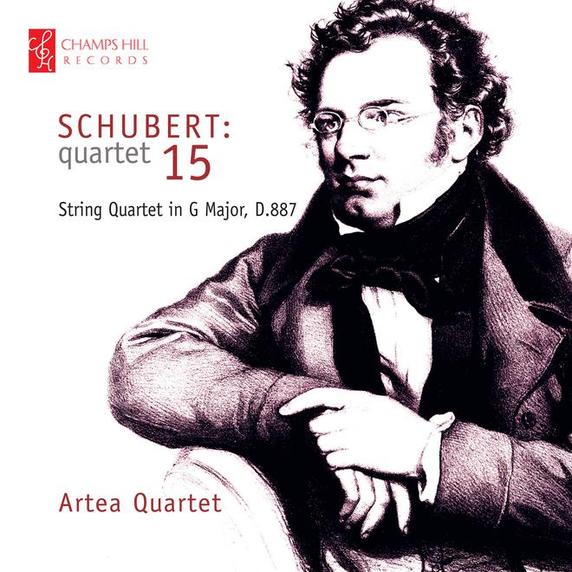 CHAMPS HILL
RECORDS
SCHUBERT:
quartet 15
String Quartet in G Major, D.887
Artea Quartet